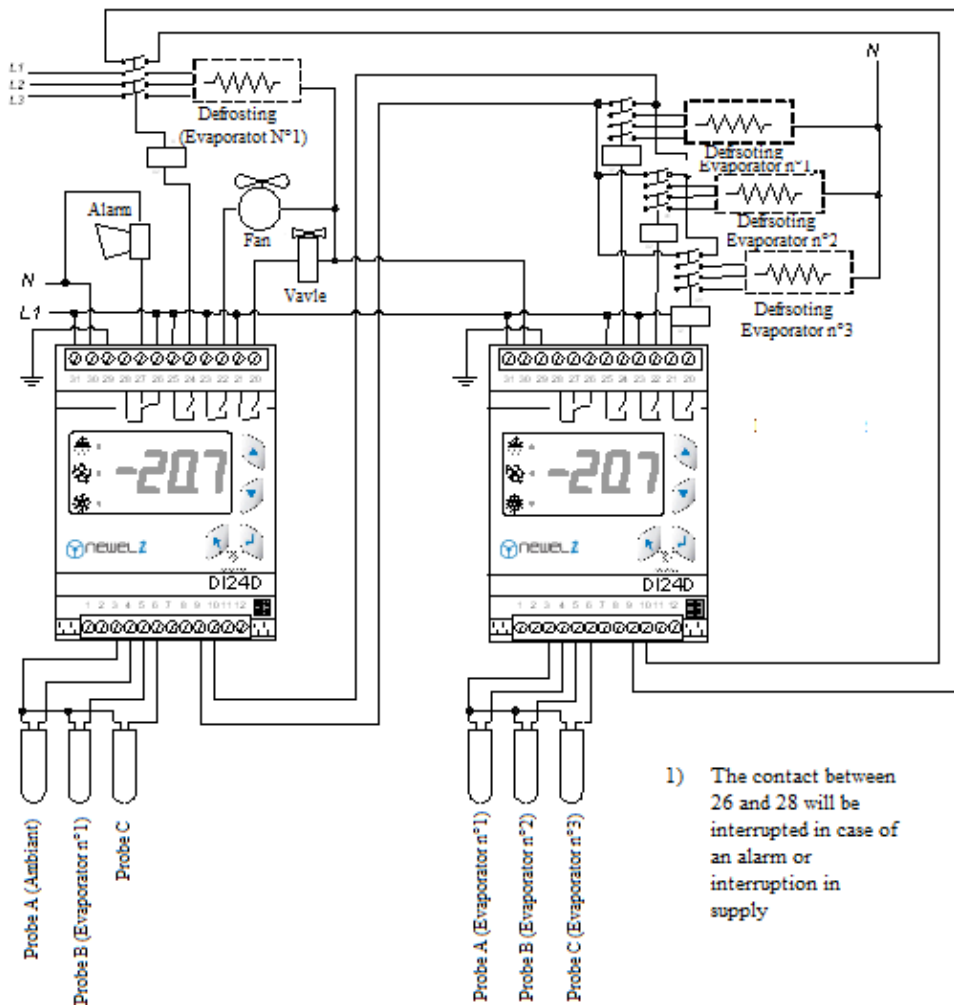 L1
L2
L3
Defrosting
(Evaporatot N°1)
N
Defrsoting
Evaporator n°1
Defrsoting
Evaporator n°2
Defrsoting
Evaporator n°3
Alarm
Fan
Vavle
N
L1
31 30 29 28 27 26 25 24 23 22 21 20
31 30 29 28 27 26 25 24 23 22 21 20
-20.7
-20.7
newel 2
newel 2
DI24D
DI24D
1 2 3 4 5 6 7 8 9 10 11 12
1 2 3 4 5 6 7 8 9 10 11 12
Probe A (Ambiant)
Probe B (Evaporator n°1)
Probe C
Probe A (Evaporator n°1)
Probe B (Evaporator n°2)
Probe C (Evaporator n°3)
1) The contact between
26 and 28 will be
interrupted in case of
an alarm or
interruption in
supply